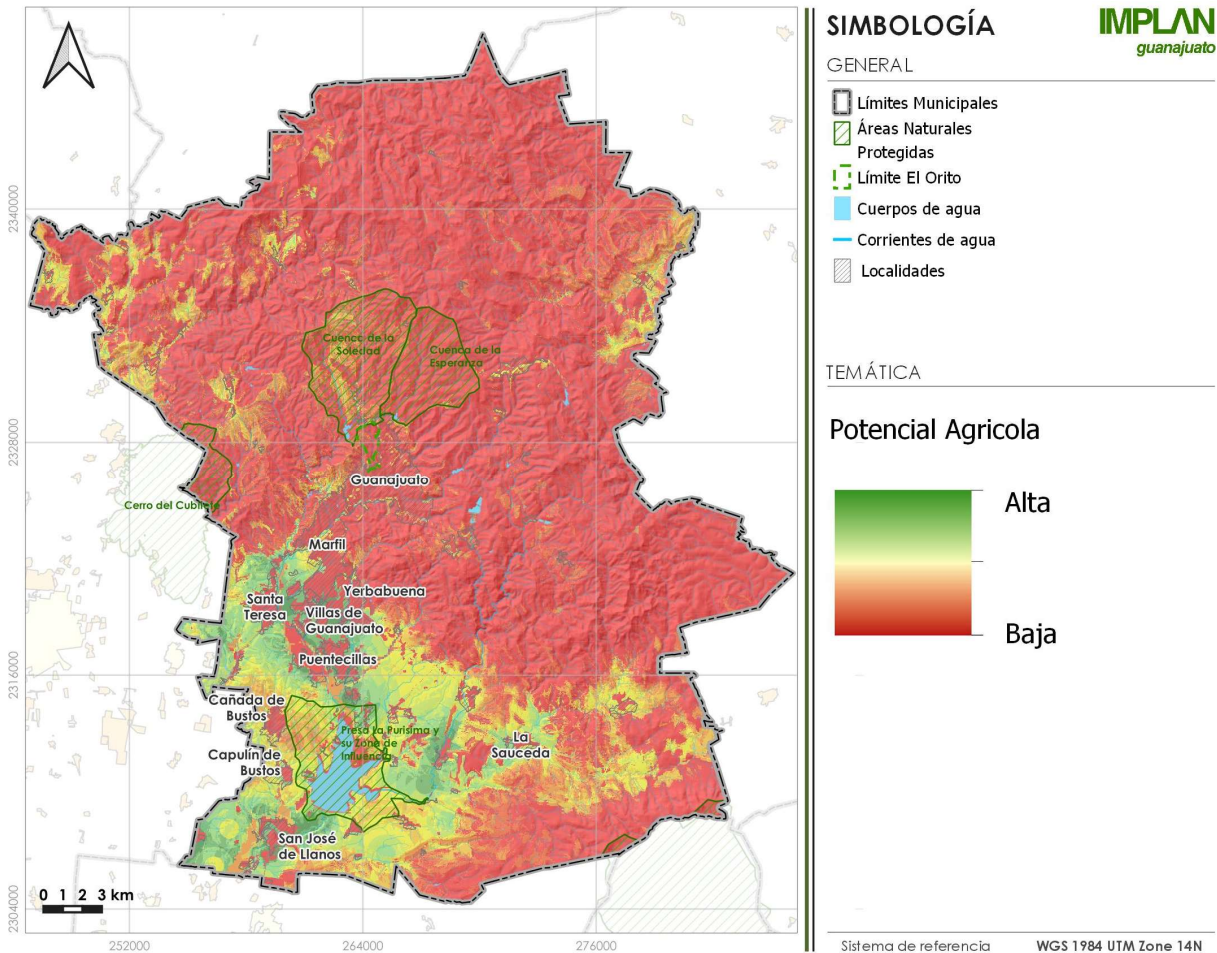 SIMBOLOGÍA
IMPLAN
guanajuato
GENERAL
Límites Municipales
Áreas Naturales
Protegidas
Límite El Orito
Cuerpos de agua
Corrientes de agua
Localidades
TEMÁTICA
Potencial Agricola
Alta
Baja
Sistema de referencia
WGS 1984 UTM Zone 14N
2340000
2328000
2316000
2304000
252000
264000
276000
Cuenca de la
Soledad
Cuenca de la
Esperanza
Guanajuato
Cerro del Cubilete
Marfil
Yerbabuena
Santa
Teresa
Villas de
Guanajuato
Puentecillas
Cañada de
Bustos
Presa La Purísima y
su Zona de
Influencia
La
Sauceda
Capulín de
Bustos
San José
de Llanos
0 1 2 3 km